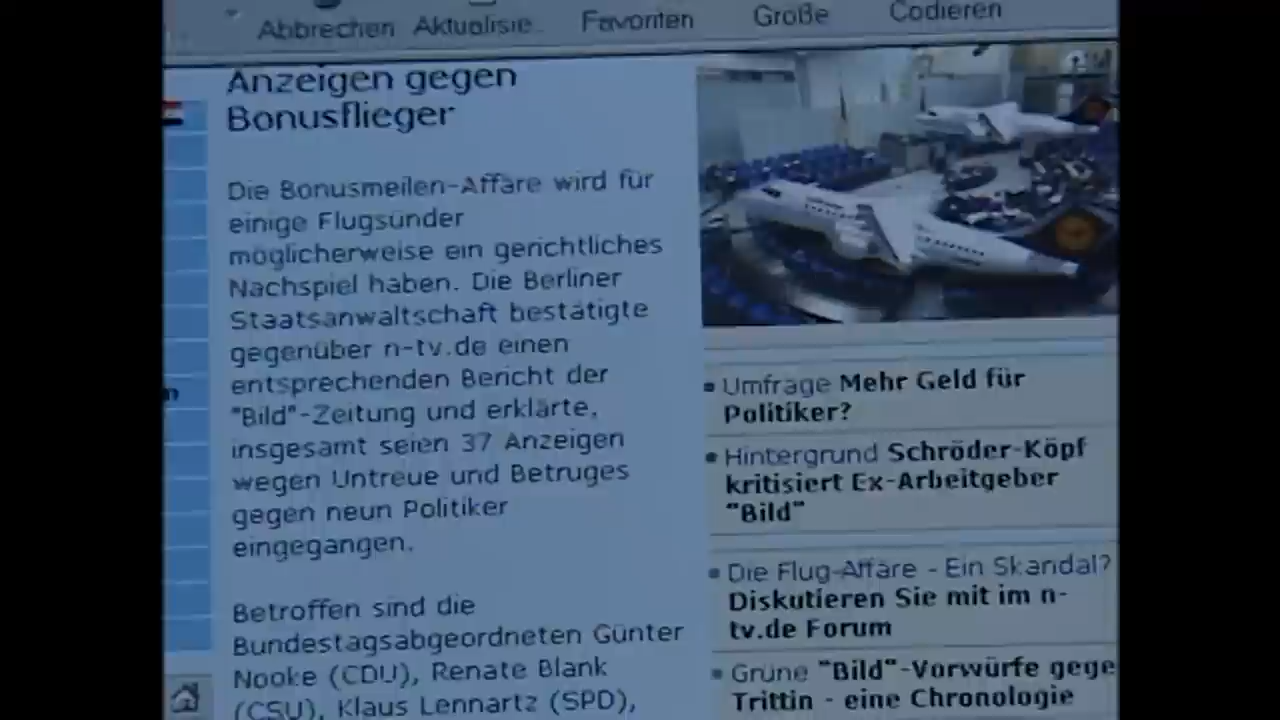 Abbrechen Aktualisie... Favoriten Größe Codieren
Anzeigen gegen
Bonusflieger
Die Bonusmeilen-Affäre wird für
einige Flugsünder
möglicherweise ein gerichtliches
Nachspiel haben. Die Berliner
Staatsanwaltschaft bestätigte
gegenüber n-tv.de einen
entsprechenden Bericht der
"Bild"-Zeitung und erklärte,
insgesamt seien 37 Anzeigen
wegen Untreue und Betruges
gegen neun Politiker
eingegangen.
Betroffen sind die
Bundestagsabgeordneten Günter
Nooke (CDU), Renate Blank
(CSU), Klaus Lennartz (SPD),
Umfrage Mehr Geld für
Politiker?
Hintergrund Schröder-Köpf
kritisiert Ex-Arbeitgeber
"Bild"
Die Flug-Affäre - Ein Skandal?
Diskutieren Sie mit im n-
tv.de Forum
Grüne "Bild"-Vorwürfe gege
Trittin - eine Chronologie